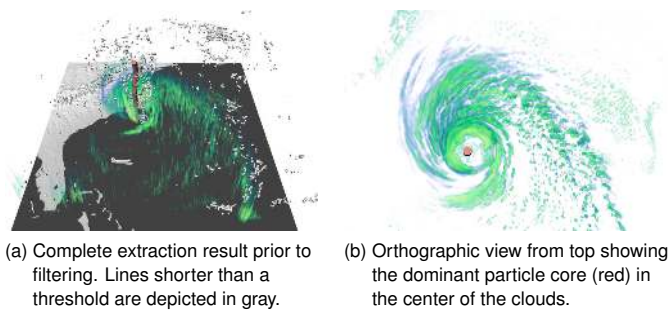 (a) Complete extraction result prior to
filtering. Lines shorter than a
threshold are depicted in gray.
(b) Orthographic view from top showing
the dominant particle core (red) in
the center of the clouds.